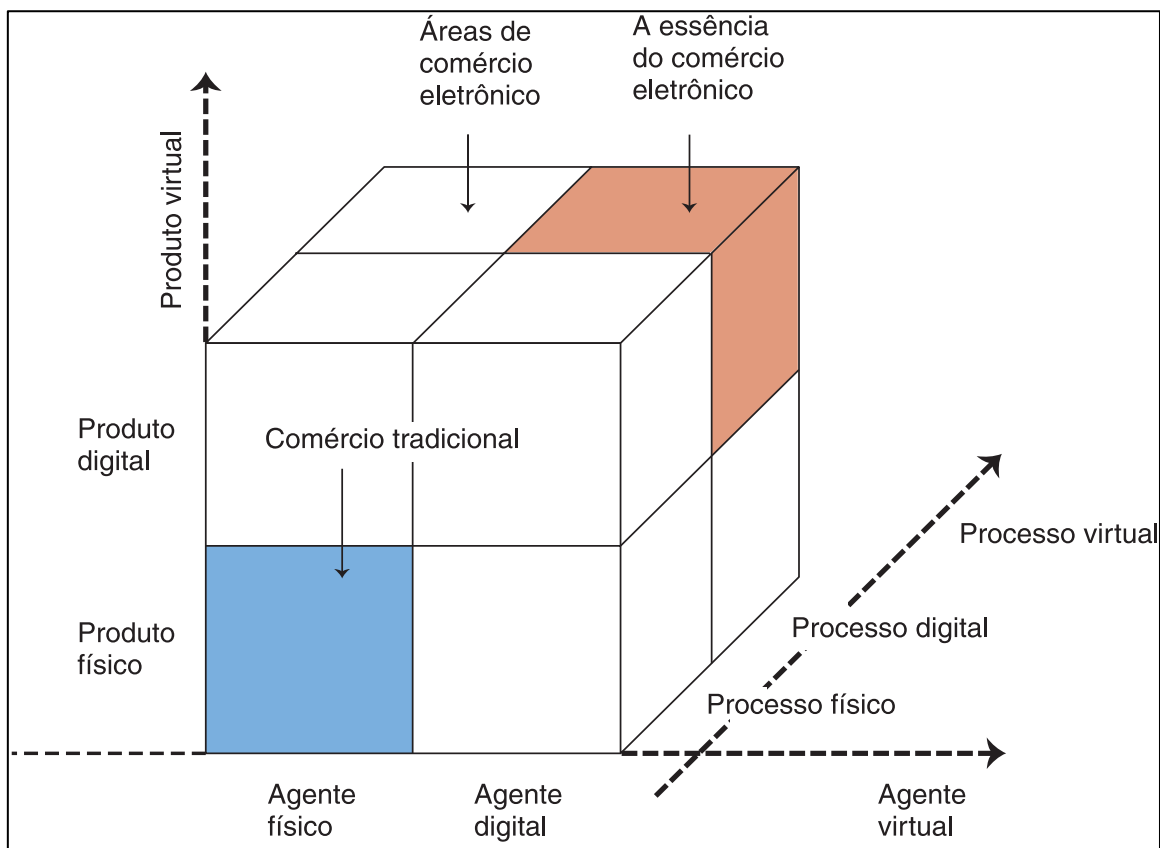 Áreas de
comércio
eletrônico
A essência
do comércio
eletrônico
Produto virtual
Produto
digital
Comércio tradicional
Processo virtual
Processo digital
Produto
físico
Processo físico
Agente
físico
Agente
digital
Agente
virtual